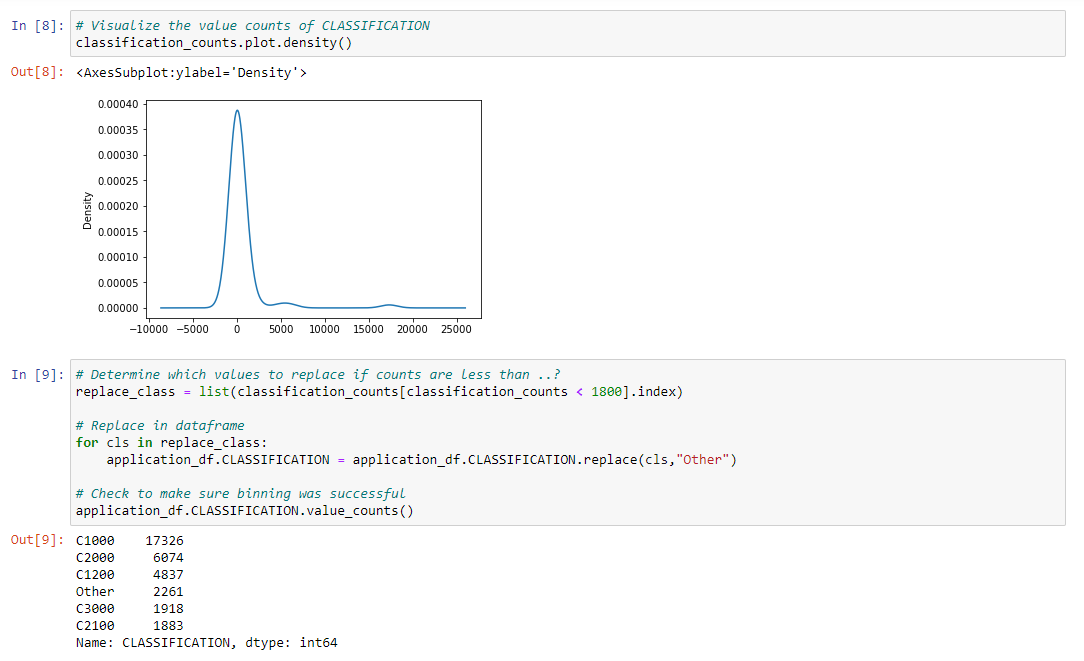 In [8]: # Visualize the value counts of CLASSIFICATION
classification_counts.plot.density()
Out[8]: <AxesSubplot:ylabel='Density'>
0.00040
0.00035
0.00030
0.00025
0.00020
0.00015
0.00010
0.00005
0.00000
Density
−10000 −5000 0 5000 10000 15000 20000 25000
In [9]: # Determine which values to replace if counts are less than ..?
replace_class = list(classification_counts[classification_counts < 1800].index)
# Replace in dataframe
for cls in replace_class:
    application_df.CLASSIFICATION = application_df.CLASSIFICATION.replace(cls,"Other")
# Check to make sure binning was successful
application_df.CLASSIFICATION.value_counts()
Out[9]: C1000    17326
C2000     6074
C1200     4837
Other     2261
C3000     1918
C2100     1883
Name: CLASSIFICATION, dtype: int64